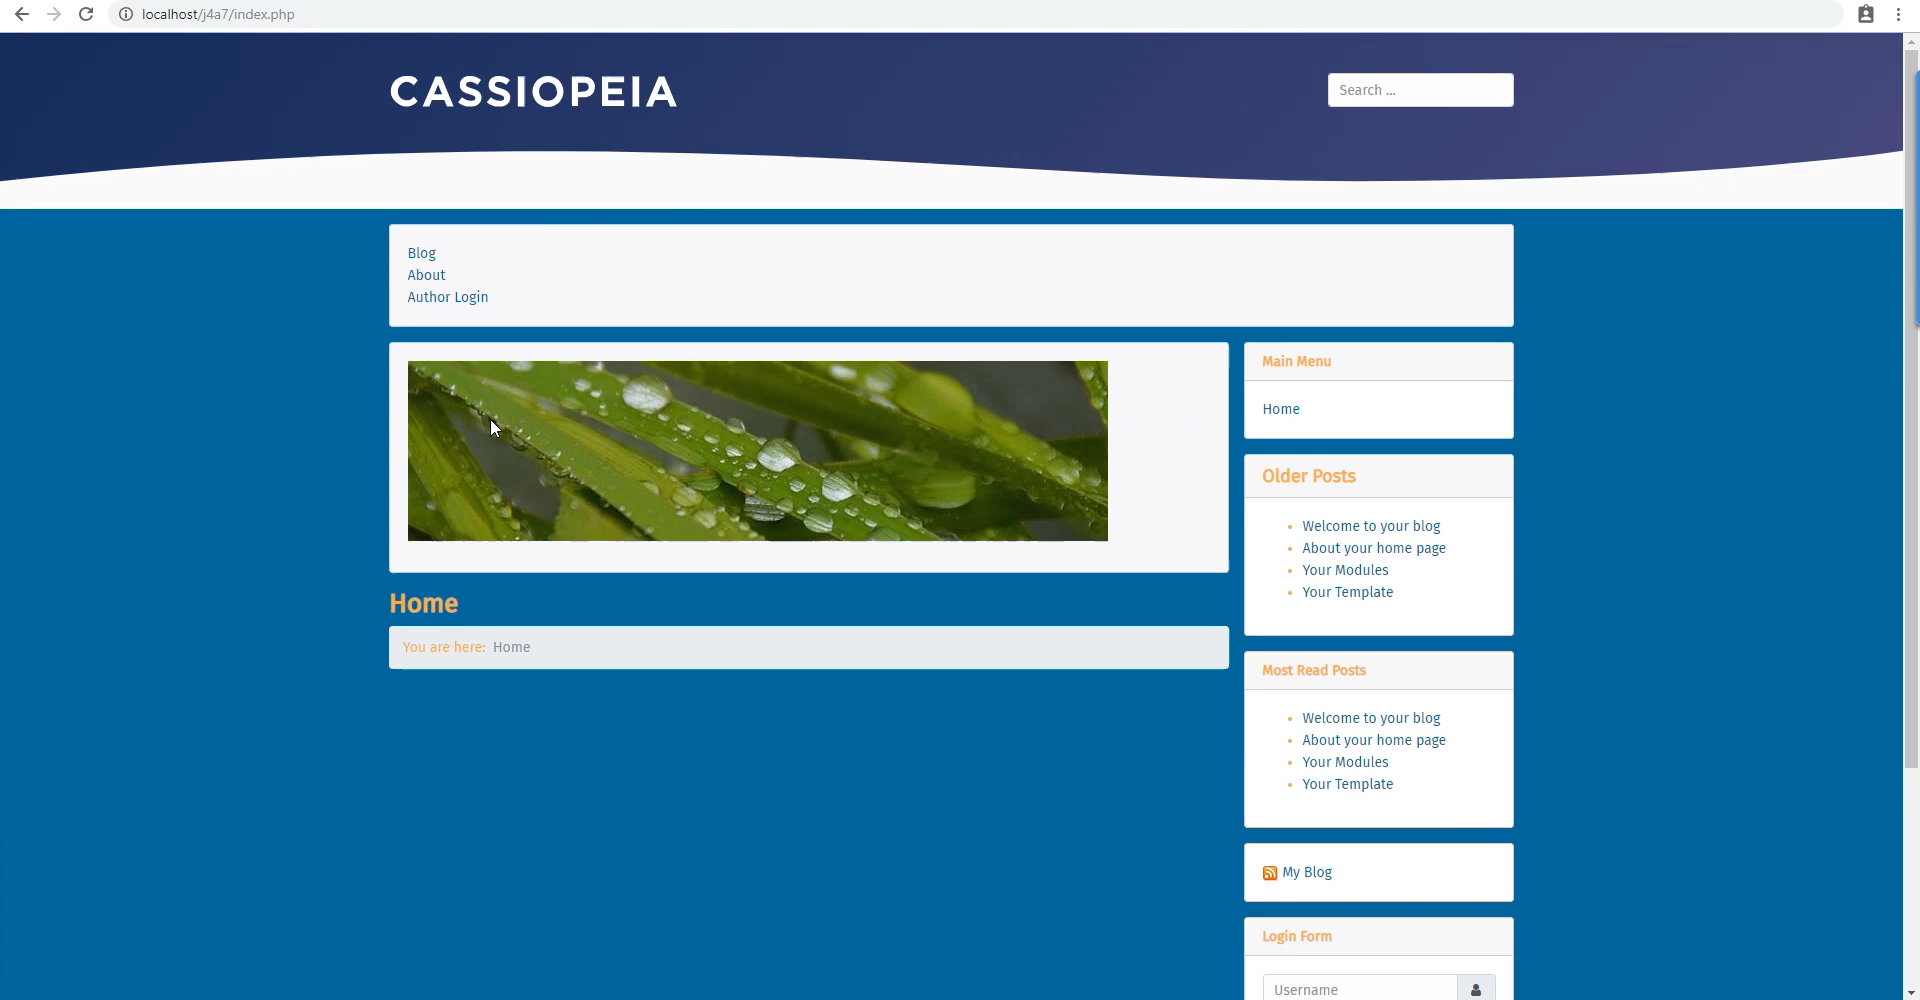 localhost/j4a7/index.php
CASSIOPEIA
Search ...
Blog
About
Author Login
Main Menu
Home
Older Posts
Welcome to your blog
About your home page
Your Modules
Your Template
Home
You are here: Home
Most Read Posts
Welcome to your blog
About your home page
Your Modules
Your Template
My Blog
Login Form
Username